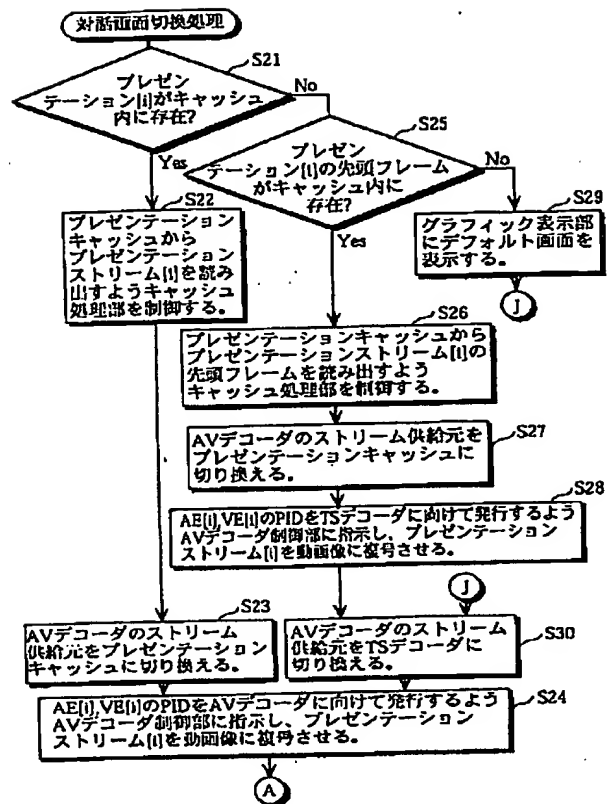 対話画面切換処理
S21
プレゼン
テーション[i]がキャッシュ
内に存在?
No
Yes
S25
プレゼン
テーション[i]の先頭フレーム
がキャッシュ内に
存在?
No
Yes
S22
プレゼンテーション
キャッシュから
プレゼンテーション
ストリーム[i]を読み
出すようキャッシュ
処理部を制御する。
S29
グラフィック表示部
にデフォルト画面を
表示する。
J
S26
プレゼンテーションキャッシュから
プレゼンテーションストリーム[i]の
先頭フレームを読み出すよう
キャッシュ処理部を制御する。
S27
AVデコーダのストリーム供給元を
プレゼンテーションキャッシュに
切り換える。
S28
AE[i],VE[i]のPIDをTSデコーダに向けて発行するよう
AVデコーダ制御部に指示し、プレゼンテーション
ストリーム[i]を動画像に復号させる。
J
S23
AVデコーダのストリーム
供給元をプレゼンテーション
キャッシュに切り換える。
S30
AVデコーダのストリーム
供給元をTSデコーダに
切り換える。
S24
AE[i],VE[i]のPIDをAVデコーダに向けて発行するよう
AVデコーダ制御部に指示し、プレゼンテーション
ストリーム[i]を動画像に復号させる。
A